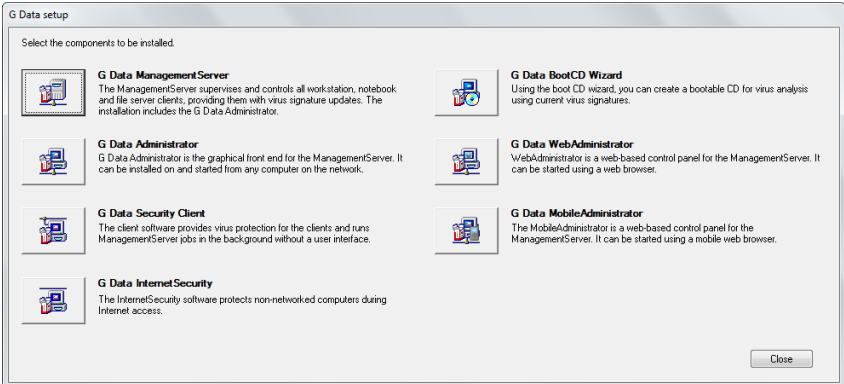 G Data setup
Select the components to be installed.
G Data ManagementServer
The ManagementServer supervises and controls all workstation, notebook
and file server clients, providing them with virus signature updates. The
installation includes the G Data Administrator.
G Data Administrator
G Data Administrator is the graphical front end for the ManagementServer. It
can be installed on and started from any computer on the network.
G Data Security Client
The client software provides virus protection for the clients and runs
ManagementServer jobs in the background without a user interface.
G Data InternetSecurity
The InternetSecurity software protects non-networked computers during
Internet access.
G Data BootCD Wizard
Using the boot CD wizard, you can create a bootable CD for virus analysis
using current virus signatures.
G Data WebAdministrator
WebAdministrator is a web-based control panel for the ManagementServer. It
can be started using a web browser.
G Data MobileAdministrator
The MobileAdministrator is a web-based control panel for the
ManagementServer. It can be started using a mobile web browser.
Close